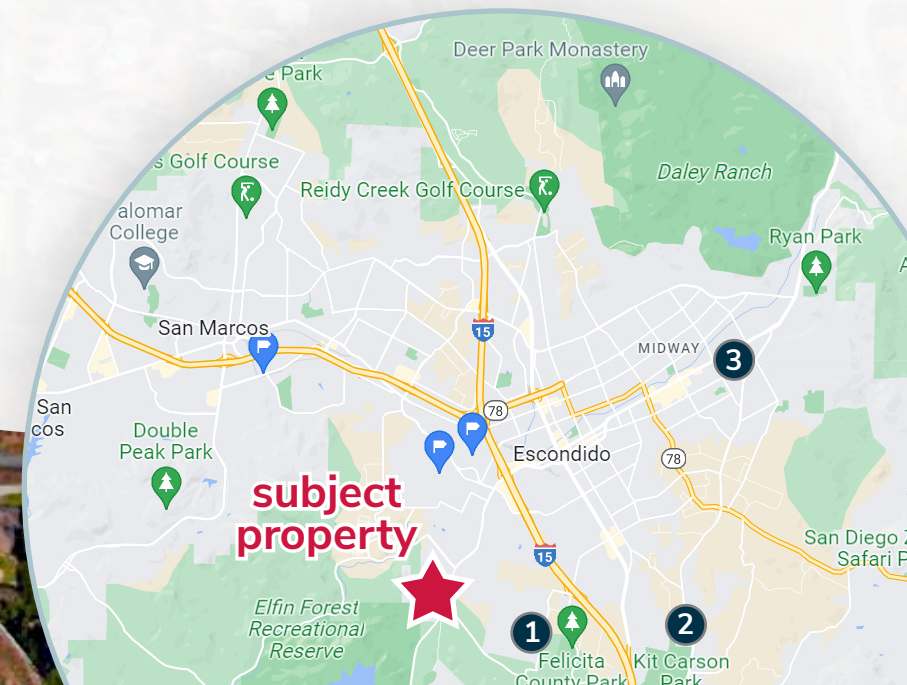 Deer Park Monastery
e Park
s Golf Course
Reidy Creek Golf Course
Daley Ranch
alomar
College
Ryan Park
A
San Marcos
15
MIDWAY
3
78
San
cos
Double
Peak Park
Escondido
78
subject
property
15
San Diego Z
Safari P
Elfin Forest
Recreational
Reserve
1
2
Felicita
County Park
Kit Carson
Park